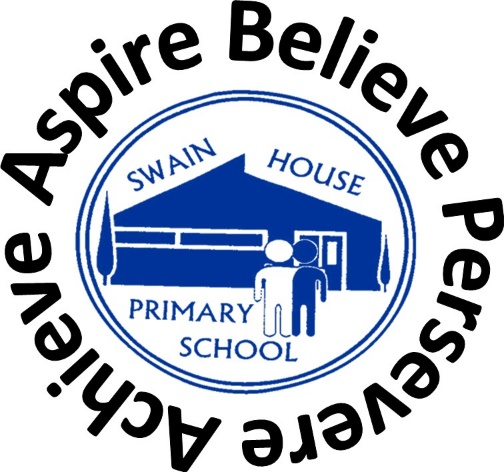 Aspire Believe Persevere Achieve
SWAIN HOUSE
PRIMARY
SCHOOL